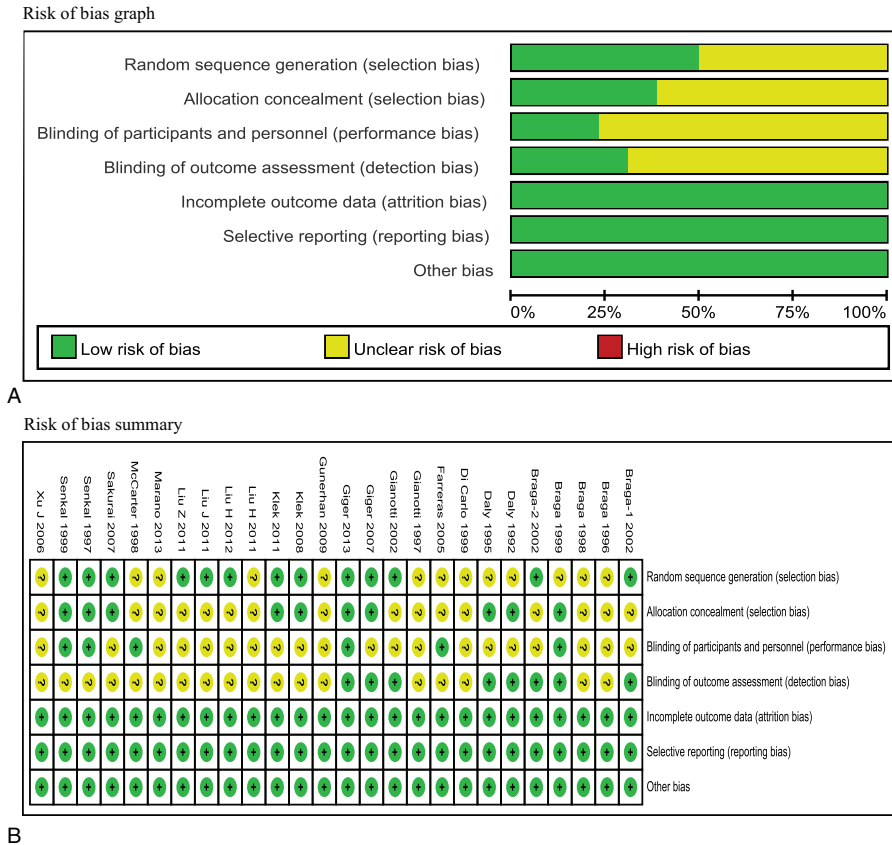 Risk of bias graph
Random sequence generation (selection bias)
Allocation concealment (selection bias)
Blinding of participants and personnel (performance bias)
Blinding of outcome assessment (detection bias)
Incomplete outcome data (attrition bias)
Selective reporting (reporting bias)
Other bias
0% 25% 50% 75% 100%
Low risk of bias Unclear risk of bias High risk of bias
A
Risk of bias summary
Xu J 2006
Senkal 1999
Senkal 1997
Sakurai 2007
McCarter 1998
Marano 2013
Liu Z 2011
Liu J 2011
Liu H 2012
Liu H 2011
Klek 2011
Klek 2008
Gunerhan 2009
Giger 2013
Giger 2007
Gianotti 2002
Gianotti 1997
Farreras 2005
Di Carlo 1999
Daly 1995
Daly 1992
Braga-2 2002
Braga 1999
Braga 1998
Braga 1996
Braga-1 2002
? + + + ? ? + + + ? + + ? + + + ? ? ? ? ? + ? ? ? + Random sequence generation (selection bias)
? + + + ? ? ? ? ? ? + + ? + + ? ? ? ? + + ? + ? ? ? Allocation concealment (selection bias)
? + + ? + ? ? ? ? ? ? ? ? + ? ? ? + ? ? ? ? + ? ? ? Blinding of participants and personnel (performance bias)
? ? ? ? ? ? ? ? ? ? ? ? ? + + + ? ? ? + + + + ? ? + Blinding of outcome assessment (detection bias)
+ + + + + + + + + + + + + + + + + + + + + + + + + + Incomplete outcome data (attrition bias)
+ + + + + + + + + + + + + + + + + + + + + + + + + + Selective reporting (reporting bias)
+ + + + + + + + + + + + + + + + + + + + + + + + + + Other bias
B